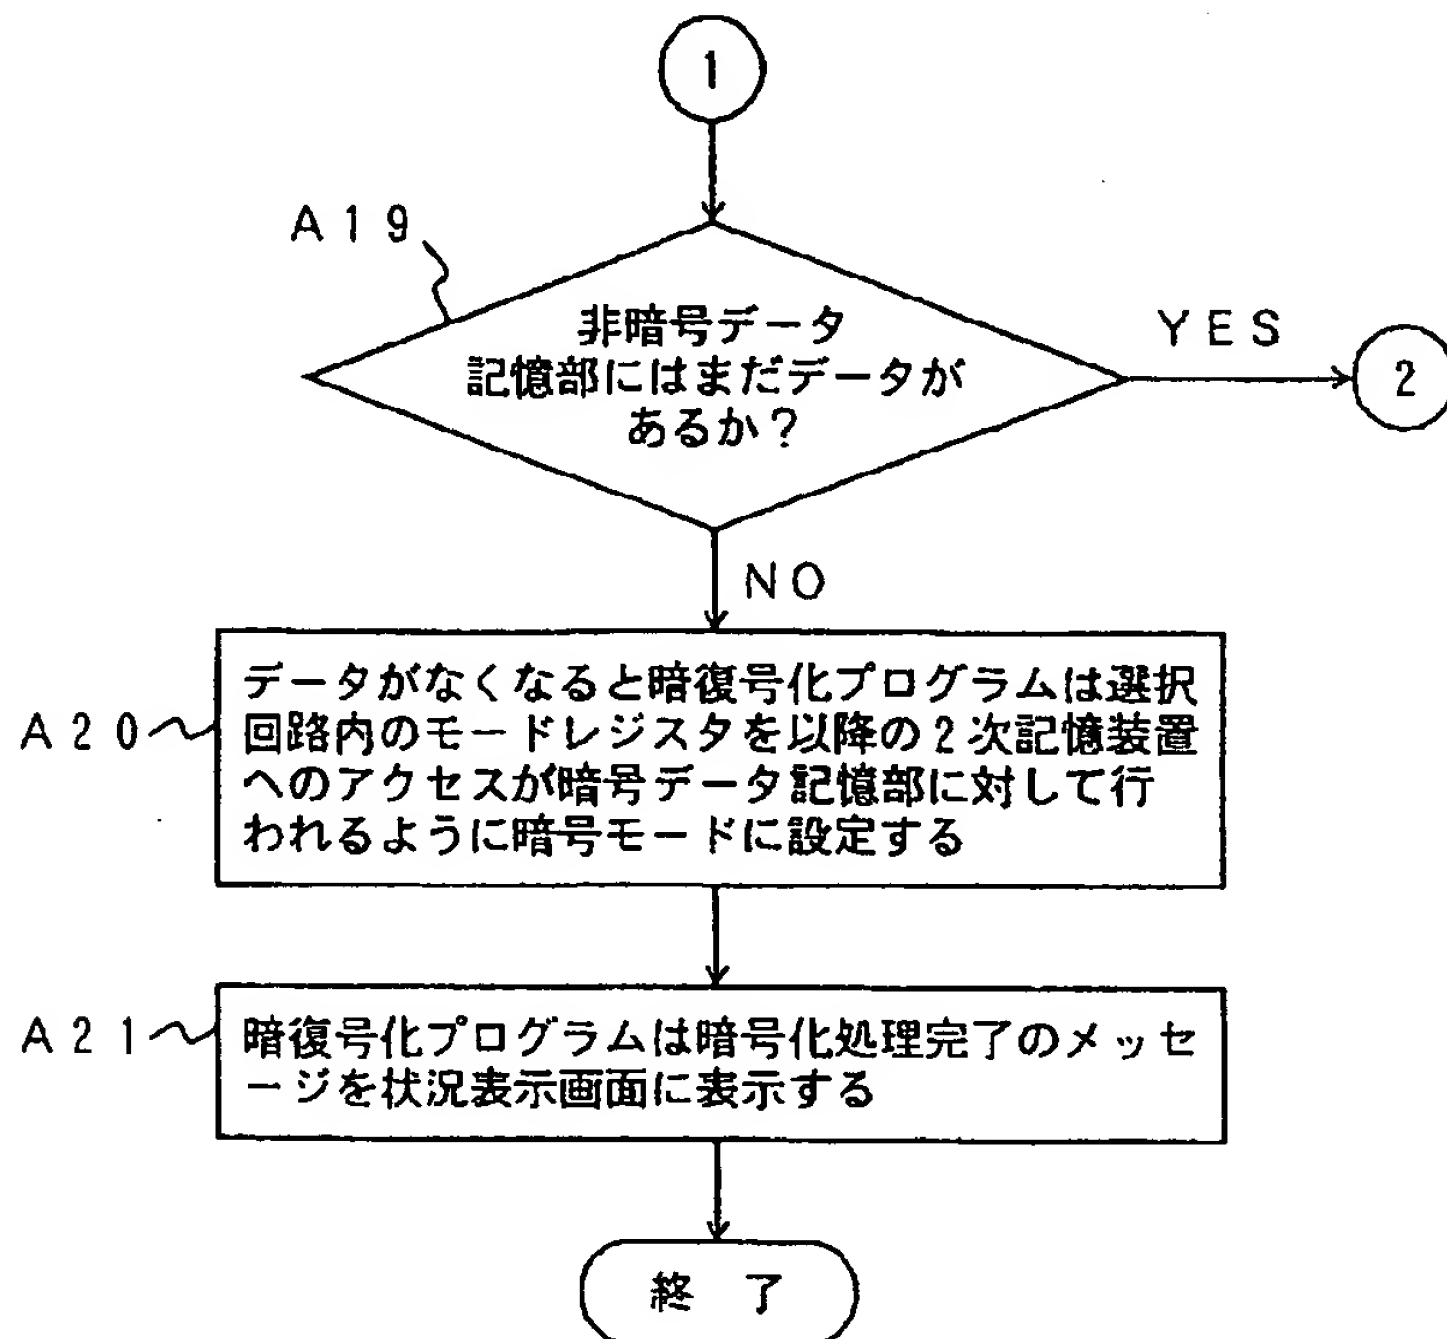 1
A19
非暗号データ
記憶部にはまだデータが
あるか?
YES
2
NO
A20
データがなくなると暗復号化プログラムは選択
回路内のモードレジスタを以降の2次記憶装置
へのアクセスが暗号データ記憶部に対して行
われるように暗号モードに設定する
A21
暗復号化プログラムは暗号化処理完了のメッセ
ージを状況表示画面に表示する
終了